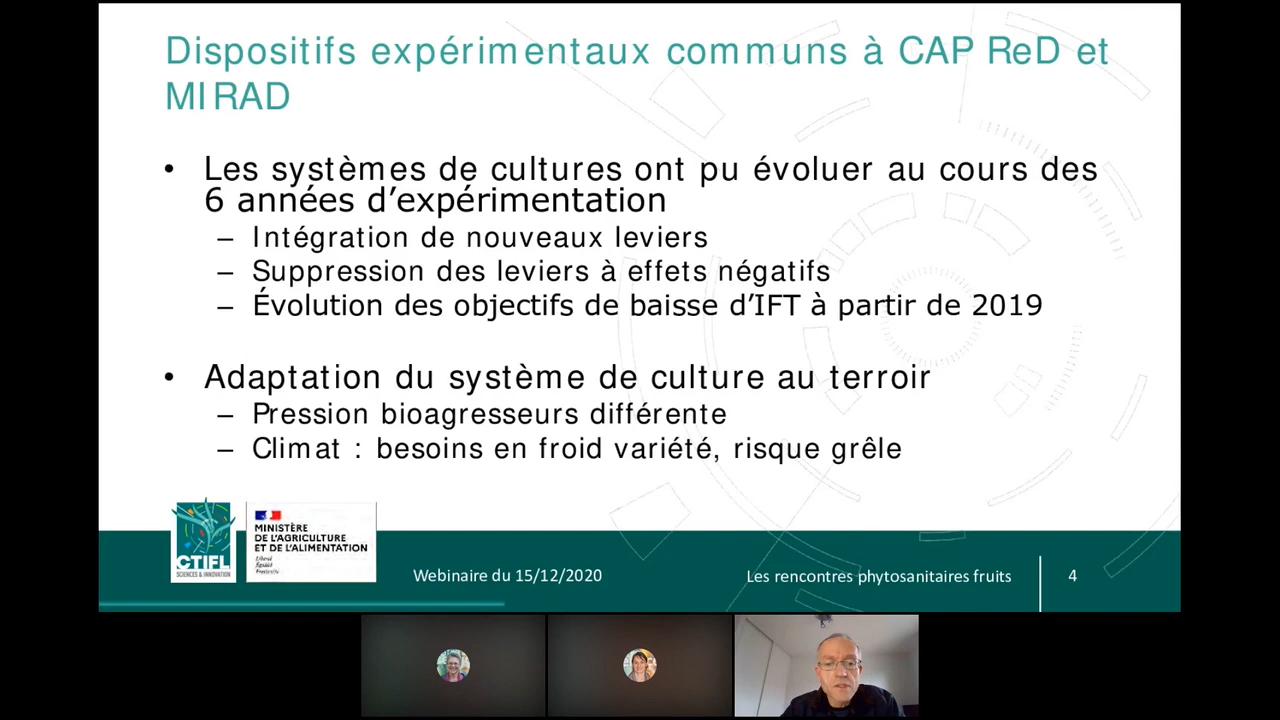 Dispositifs expérimentaux communs à CAP ReD et
MIRAD
• Les systèmes de cultures ont pu évoluer au cours des
6 années d’expérimentation
– Intégration de nouveaux leviers
– Suppression des leviers à effets négatifs
– Évolution des objectifs de baisse d’IFT à partir de 2019
• Adaptation du système de culture au terroir
– Pression bioagresseurs différente
– Climat : besoins en froid variété, risque grêle
CTIFL
SCIENCES & INNOVATION
MINISTÈRE
DE L’AGRICULTURE
ET DE L’ALIMENTATION
Liberté
Égalité
Fraternité
Webinaire du 15/12/2020
Les rencontres phytosanitaires fruits
4